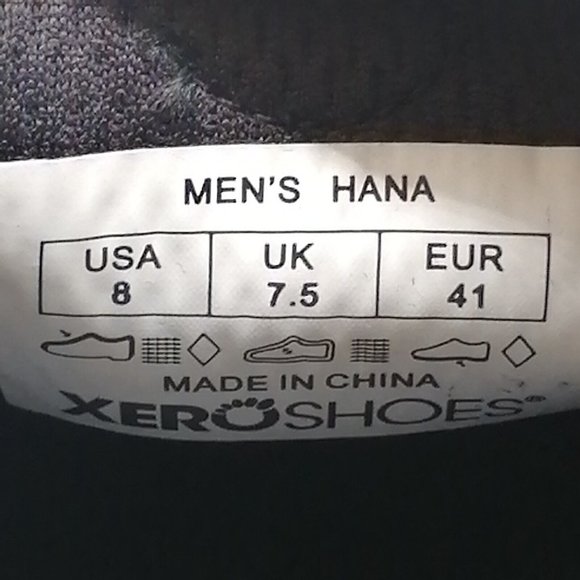 MEN'S HANA
USA UK EUR
8 7.5 41
MADE IN CHINA
XEROSHOES®